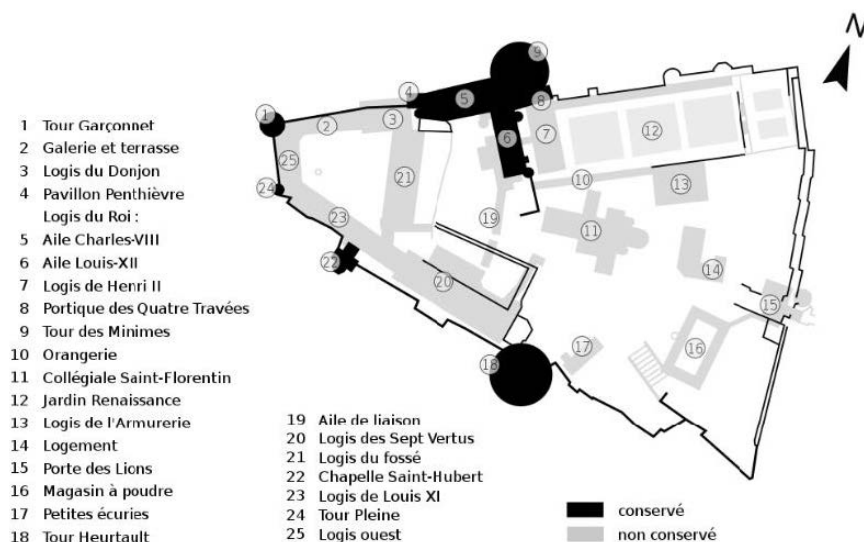 N
1 Tour Garçonnet
2 Galerie et terrasse
3 Logis du Donjon
4 Pavillon Penthièvre
Logis du Roi :
5 Aile Charles-VIII
6 Aile Louis-XII
7 Logis de Henri II
8 Portique des Quatre Travées
9 Tour des Minimes
10 Orangerie
11 Collégiale Saint-Florentin
12 Jardin Renaissance
13 Logis de l'Armurerie
14 Logement
15 Porte des Lions
16 Magasin à poudre
17 Petites écuries
18 Tour Heurtault
19 Aile de liaison
20 Logis des Sept Vertus
21 Logis du fossé
22 Chapelle Saint-Hubert
23 Logis de Louis XI
24 Tour Pleine
25 Logis ouest
conservé
non conservé
9
4
5
8
1
2
3
6
7
12
25
24
21
10
13
23
19
11
22
20
14
15
17
16
18